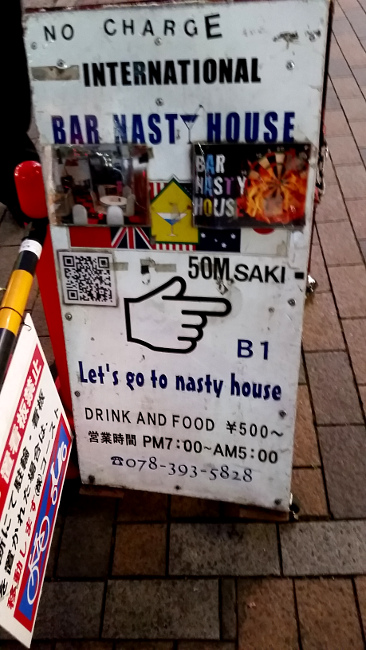 NO CHARGE
INTERNATIONAL
BAR NASTY HOUSE
BAR
NASTY
HOUS
50M.SAKI
B1
Let's go to nasty house
DRINK AND FOOD ¥500~
営業時間 PM7:00~AM5:00
☎078-393-5828